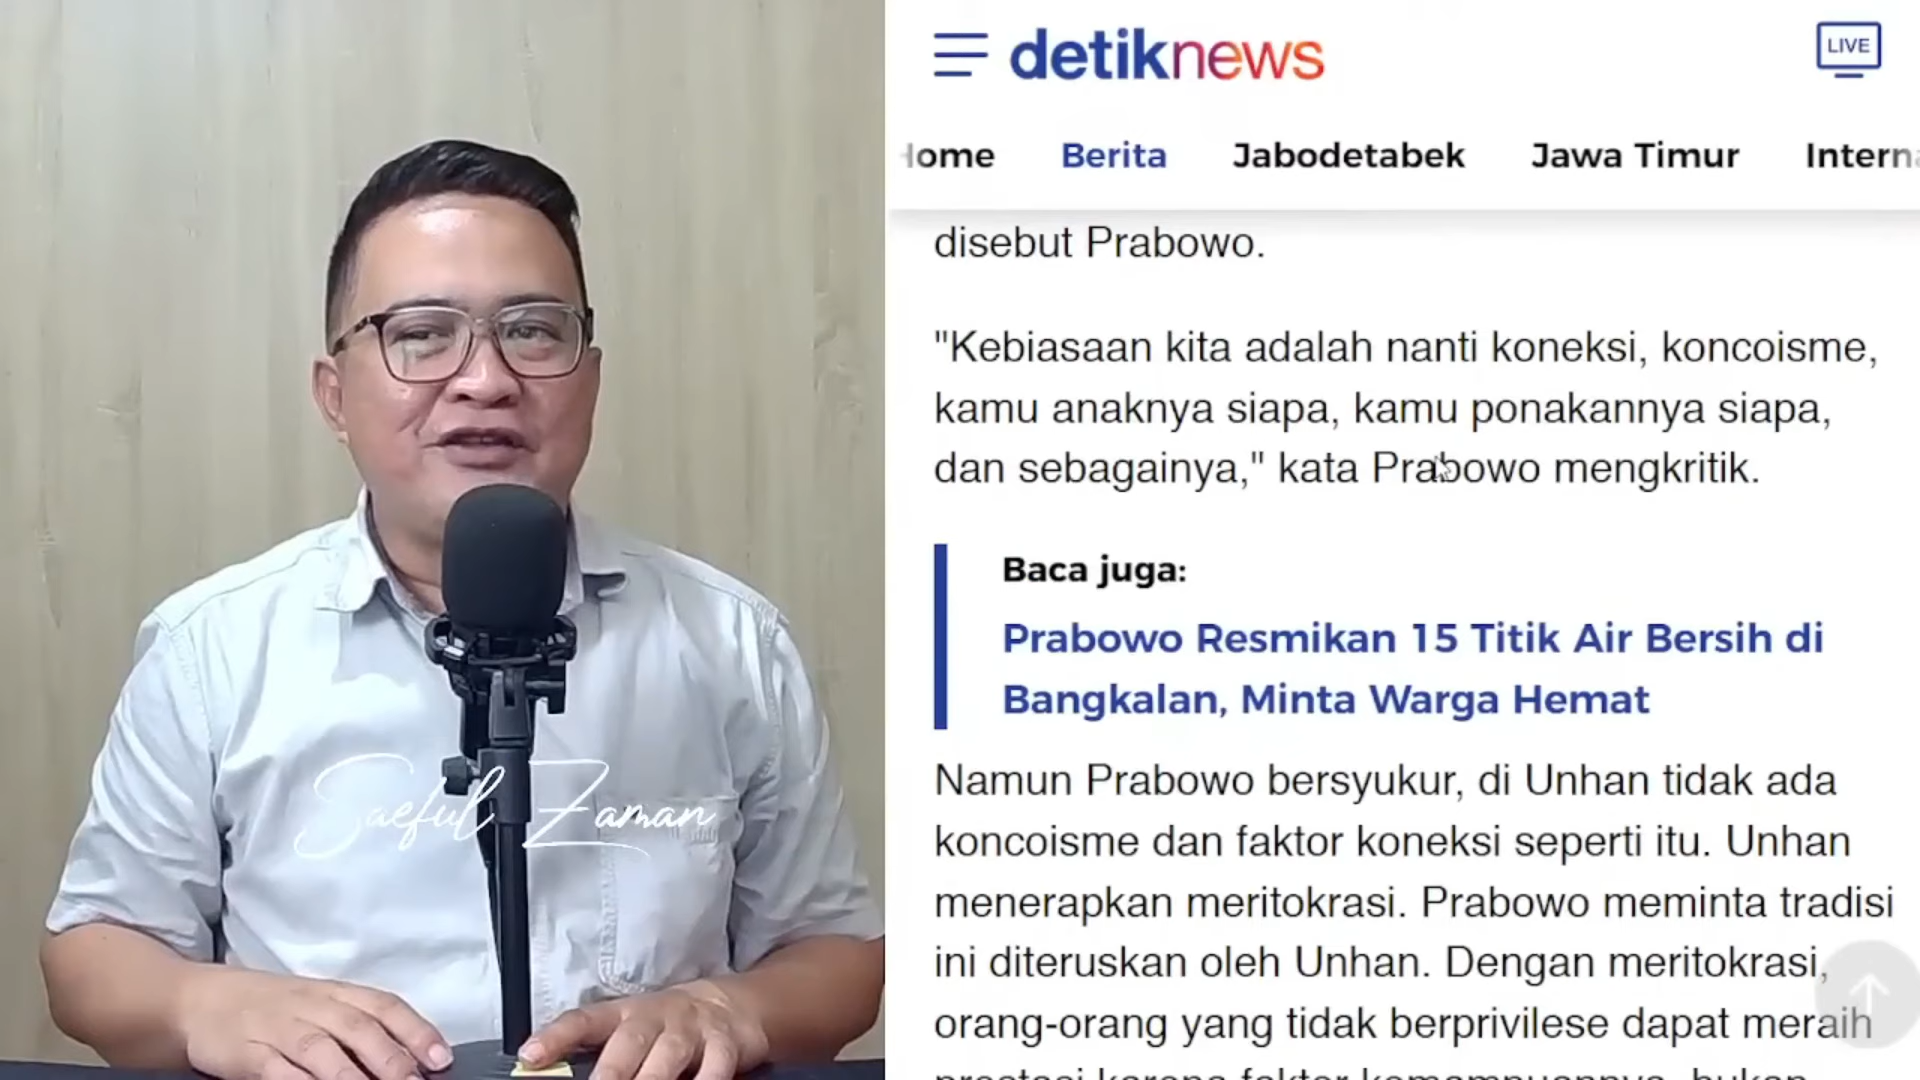 detiknews
LIVE
Home Berita Jabodetabek Jawa Timur Interna
disebut Prabowo.
"Kebiasaan kita adalah nanti koneksi, koncoisme,
kamu anaknya siapa, kamu ponakannya siapa,
dan sebagainya," kata Prabowo mengkritik.
Baca juga:
Prabowo Resmikan 15 Titik Air Bersih di
Bangkalan, Minta Warga Hemat
Namun Prabowo bersyukur, di Unhan tidak ada
koncoisme dan faktor koneksi seperti itu. Unhan
menerapkan meritokrasi. Prabowo meminta tradisi
ini diteruskan oleh Unhan. Dengan meritokrasi,
orang-orang yang tidak berprivilese dapat meraih
Saeful Zaman